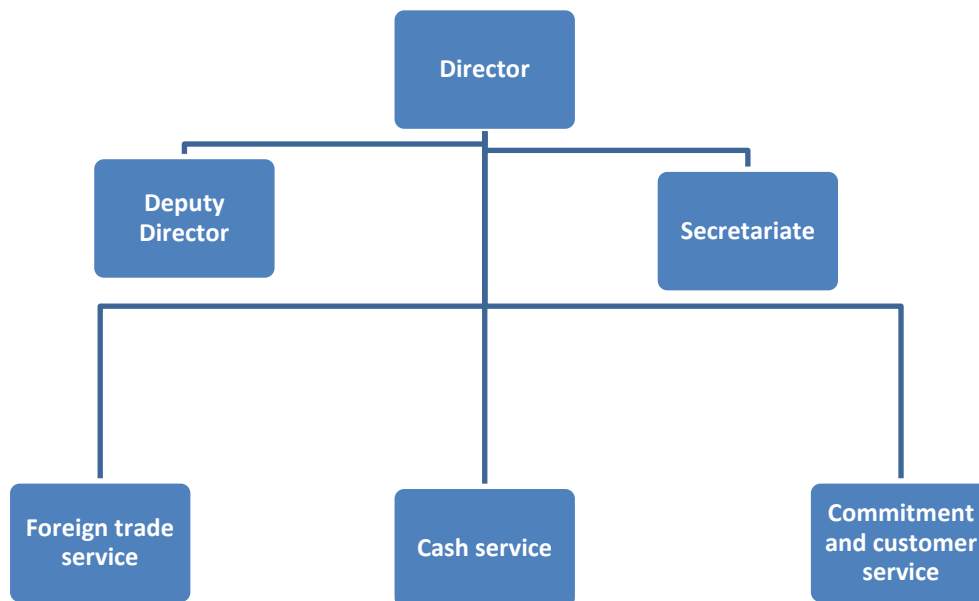 Director
Deputy
Director
Secretariate
Foreign trade
service
Cash service
Commitment
and customer
service